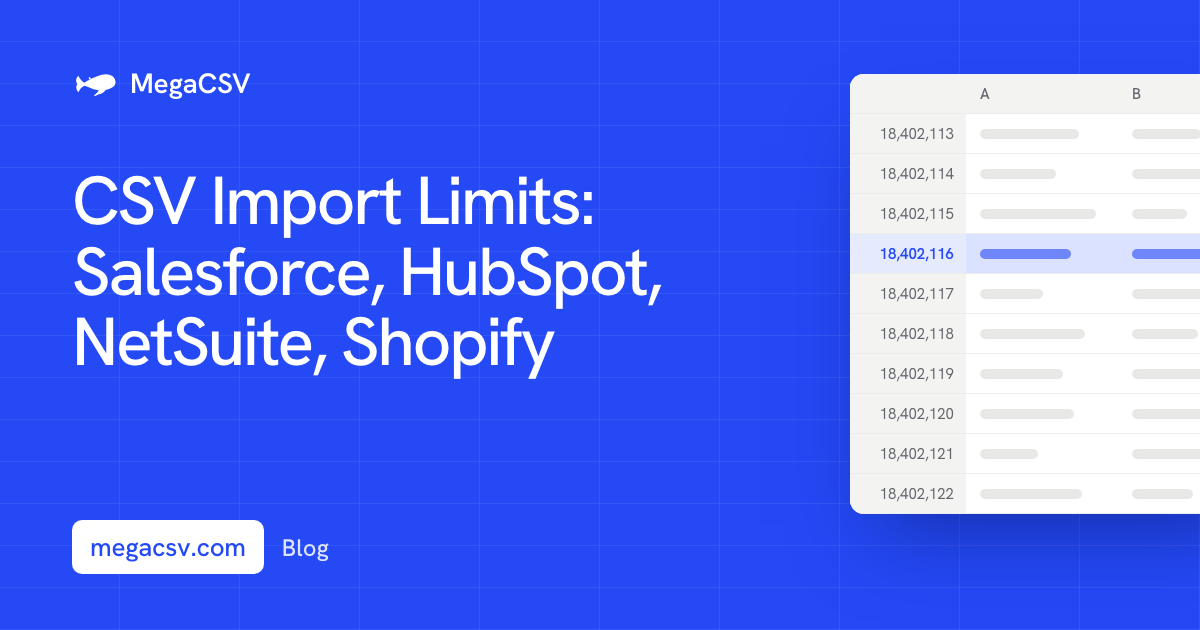 MegaCSV
CSV Import Limits:
Salesforce, HubSpot,
NetSuite, Shopify
megacsv.com Blog
A B
18,402,113
18,402,114
18,402,115
18,402,116
18,402,117
18,402,118
18,402,119
18,402,120
18,402,121
18,402,122